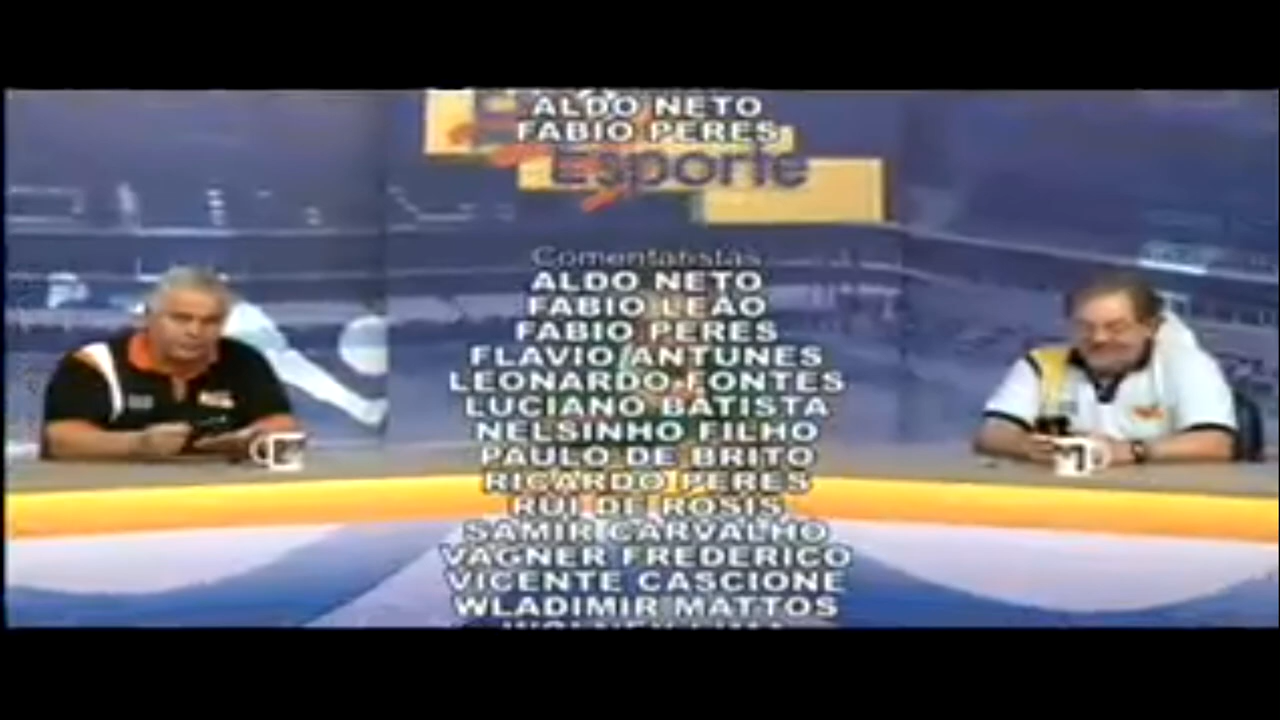 ALDO NETO
FABIO PERES
Esporte
Comentaristas
ALDO NETO
FABIO LEÃO
FABIO PERES
FLAVIO ANTUNES
LEONARDO FONTES
LUCIANO BATISTA
NELSINHO FILHO
PAULO DE BRITO
RICARDO PERES
RUI DE ROSIS
SAMIR CARVALHO
VAGNER FREDERICO
VICENTE CASCIONE
WLADIMIR MATTOS